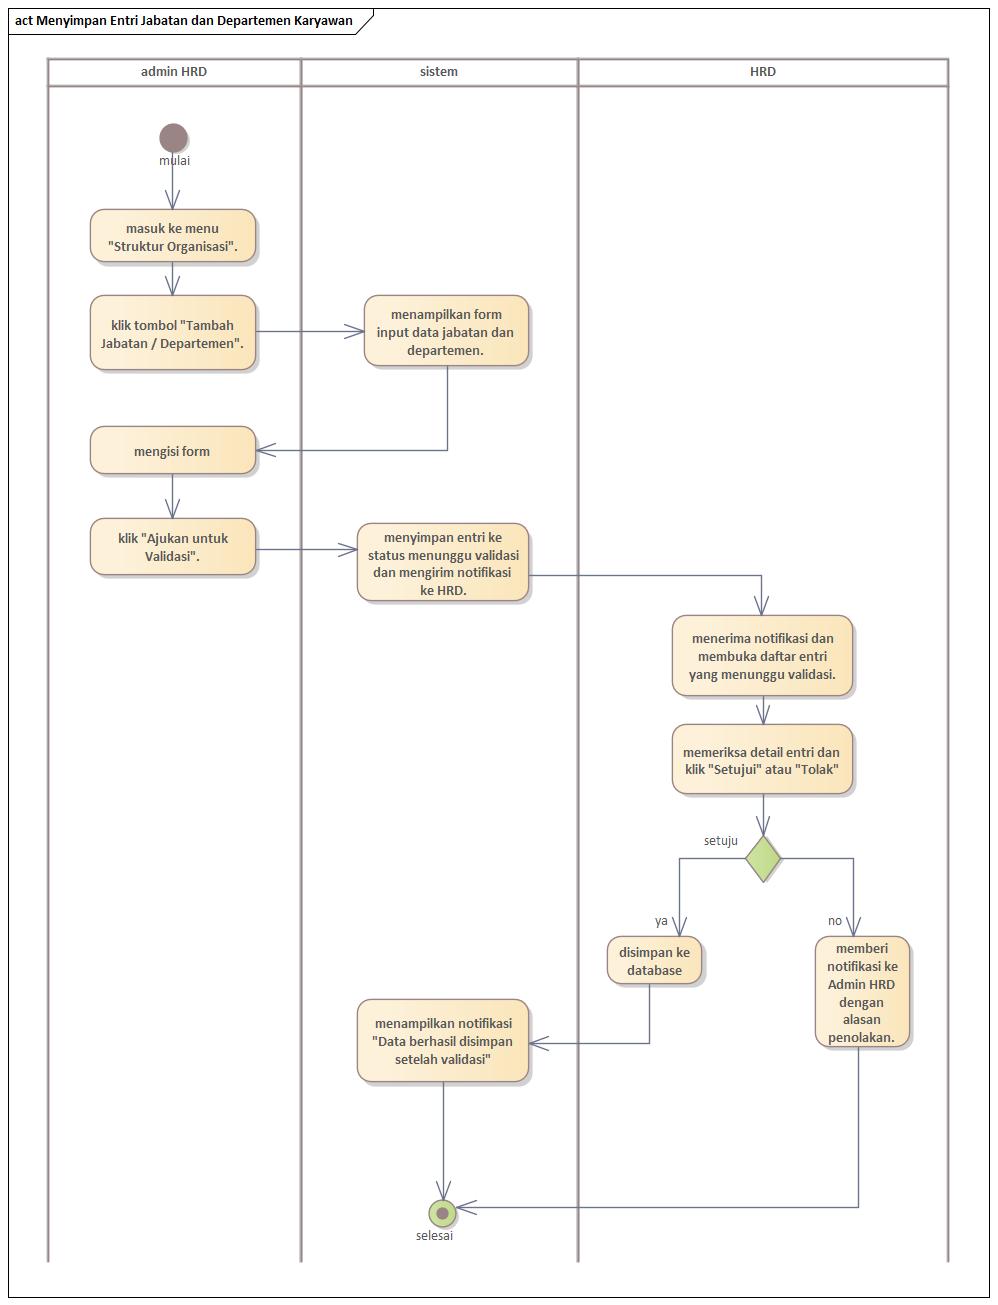 act Menyimpan Entri Jabatan dan Departemen Karyawan
admin HRD
sistem
HRD
mulai
masuk ke menu
"Struktur Organisasi".
klik tombol "Tambah
Jabatan / Departemen".
menampilkan form
input data jabatan dan
departemen.
mengisi form
klik "Ajukan untuk
Validasi".
menyimpan entri ke
status menunggu validasi
dan mengirim notifikasi
ke HRD.
menerima notifikasi dan
membuka daftar entri
yang menunggu validasi.
memeriksa detail entri dan
klik "Setujui" atau "Tolak"
setuju
ya
no
disimpan ke
database
memberi
notifikasi ke
Admin HRD
dengan
alasan
penolakan.
menampilkan notifikasi
"Data berhasil disimpan
setelah validasi"
selesai